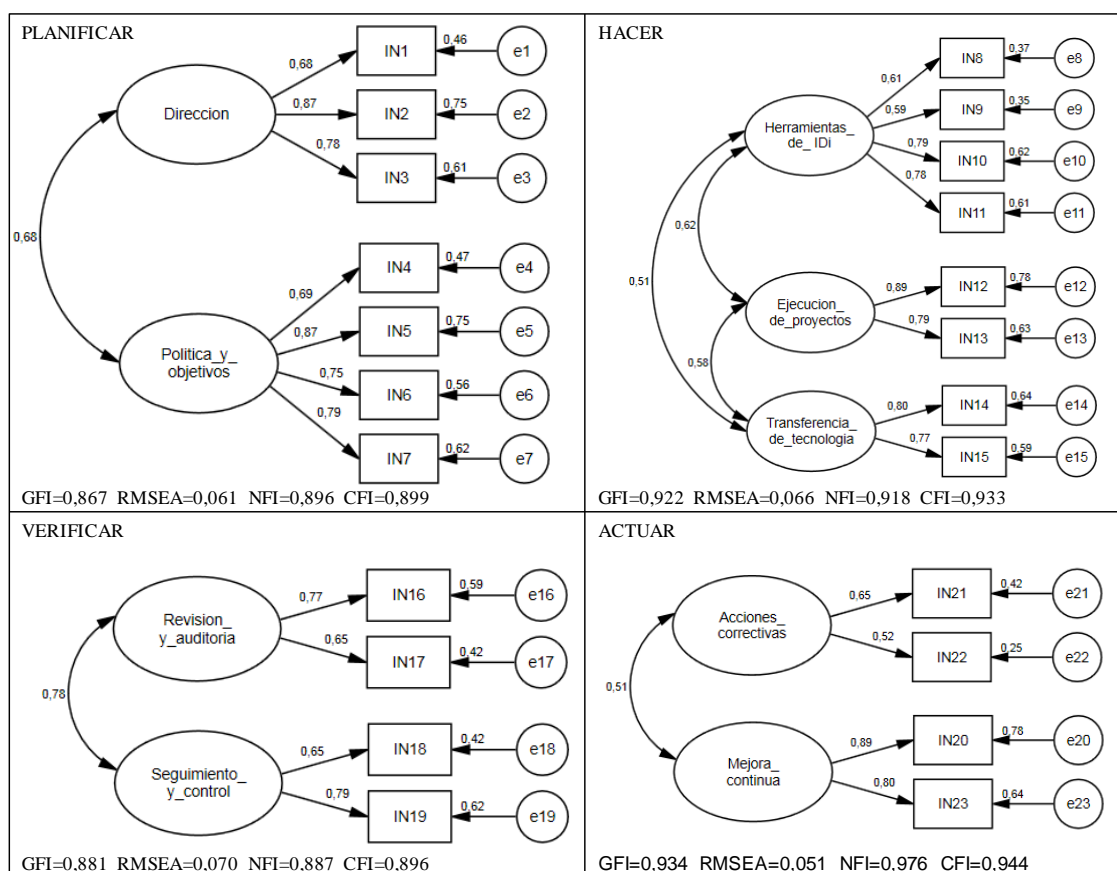 PLANIFICAR
Direccion
0,68
IN1
0,46
e1
0,87
IN2
0,75
e2
0,78
IN3
0,61
e3
0,68
Politica_y_
objetivos
0,69
IN4
0,47
e4
0,87
IN5
0,75
e5
0,75
IN6
0,56
e6
0,79
IN7
0,62
e7
GFI=0,867 RMSEA=0,061 NFI=0,896 CFI=0,899
HACER
Herramientas_
de_ IDi
0,61
IN8
0,37
e8
0,59
IN9
0,35
e9
0,79
IN10
0,62
e10
0,78
IN11
0,61
e11
0,62
0,51
Ejecucion_
de_proyectos
0,89
IN12
0,78
e12
0,79
IN13
0,63
e13
0,58
Transferencia_
de_tecnologia
0,80
IN14
0,64
e14
0,77
IN15
0,59
e15
GFI=0,922 RMSEA=0,066 NFI=0,918 CFI=0,933
VERIFICAR
Revision_
y_auditoria
0,77
IN16
0,59
e16
0,65
IN17
0,42
e17
0,78
Seguimiento_
y_control
0,65
IN18
0,42
e18
0,79
IN19
0,62
e19
GFI=0,881 RMSEA=0,070 NFI=0,887 CFI=0,896
ACTUAR
Acciones_
correctivas
0,65
IN21
0,42
e21
0,52
IN22
0,25
e22
0,51
Mejora_
continua
0,89
IN20
0,78
e20
0,80
IN23
0,64
e23
GFI=0,934 RMSEA=0,051 NFI=0,976 CFI=0,944